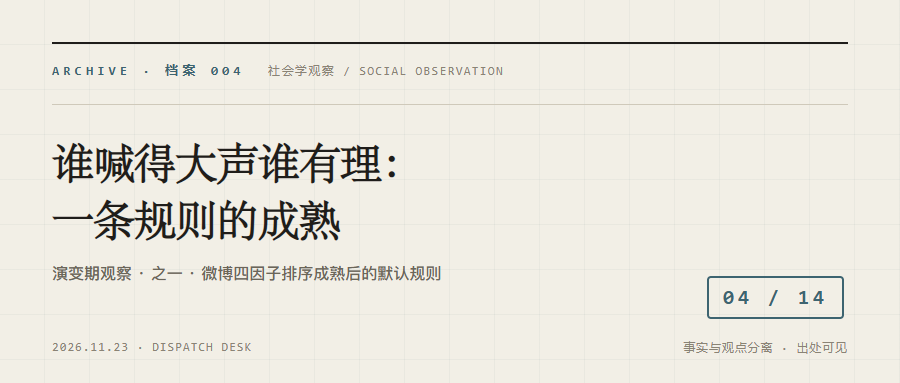 ARCHIVE · 档案 004 社会学观察 / SOCIAL OBSERVATION
谁喊得大声谁有理:
一条规则的成熟
演变期观察 · 之一 · 微博四因子排序成熟后的默认规则
04 / 14
2026.11.23 · DISPATCH DESK
事实与观点分离 · 出处可见